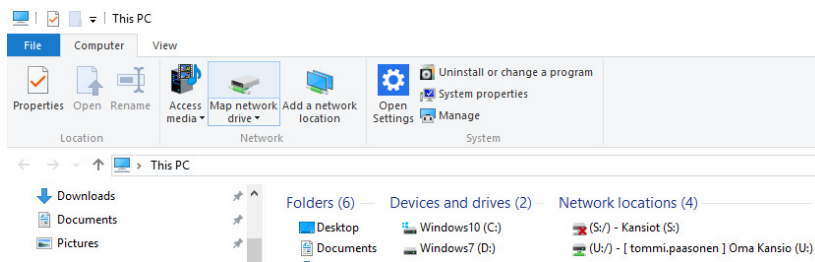 This PC
File Computer View
Properties Open Rename Access media Map network drive Add a network location Open Settings Uninstall or change a program
System properties
Manage
Location Network System
This PC
Downloads
Documents
Pictures
Folders (6) Devices and drives (2) Network locations (4)
Desktop Windows10 (C:) (S:/) - Kansiot (S:)
Documents Windows7 (D:) (U:/) - [ tommi.paasonen ] Oma Kansio (U:)